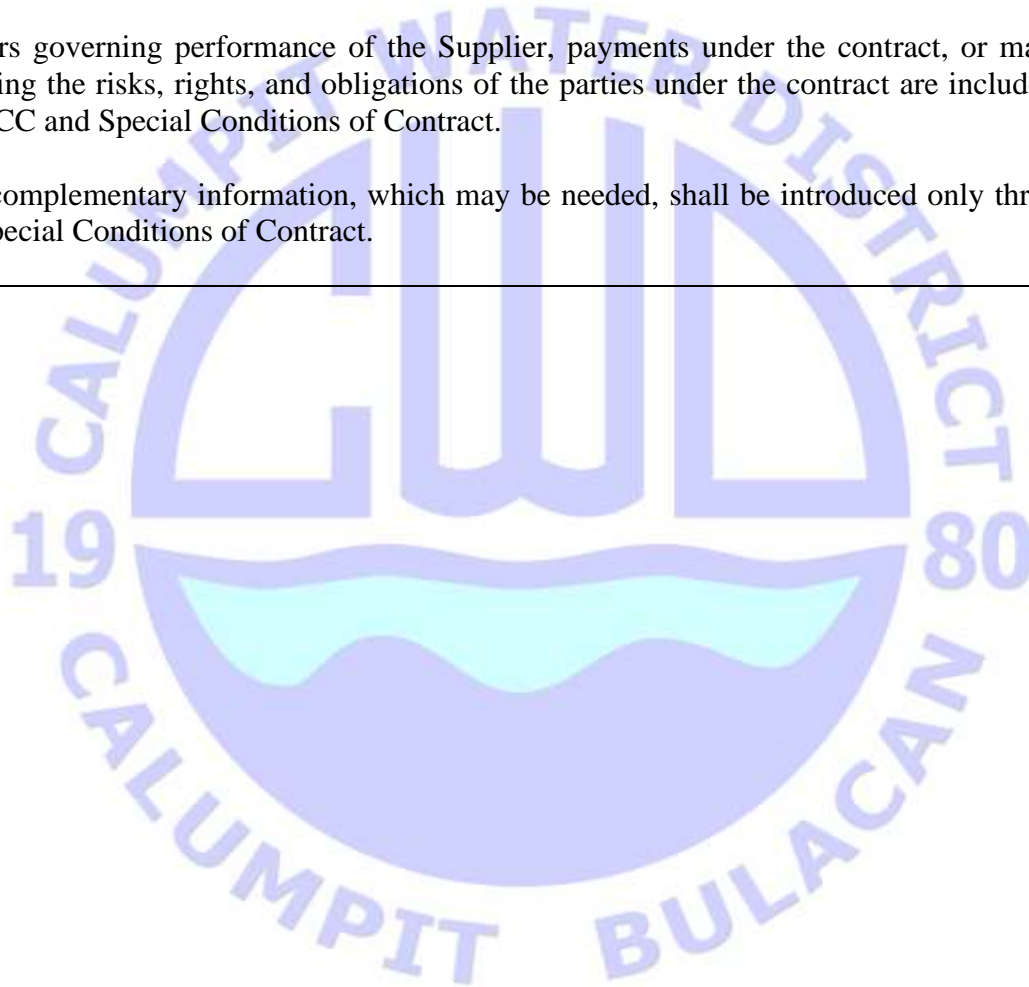 rs governing performance of the Supplier, payments under the contract, or ma
ing the risks, rights, and obligations of the parties under the contract are includ
CC and Special Conditions of Contract.
complementary information, which may be needed, shall be introduced only thr
pecial Conditions of Contract.
CALUMPIT WATER DISTRICT
CWD
19 80
CALUMPIT BULACAN